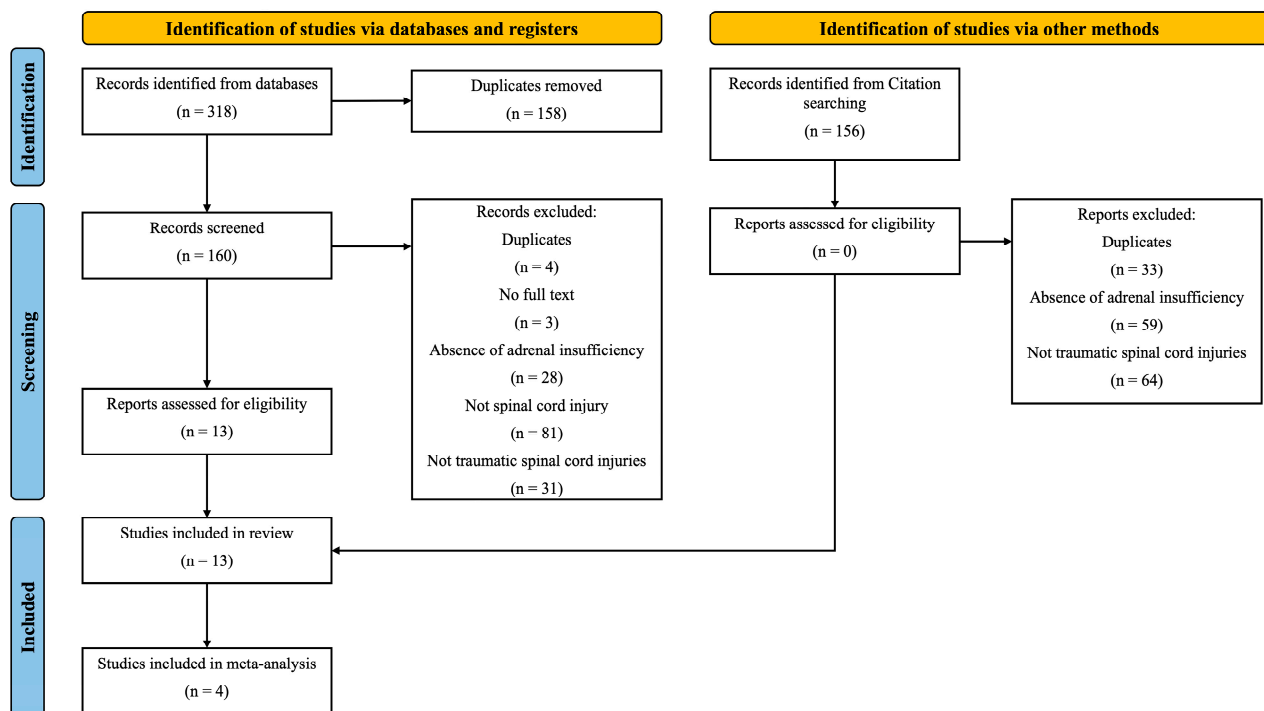 Identification of studies via databases and registers
Identification of studies via other methods
Identification
Records identified from databases
(n = 318)
Duplicates removed
(n = 158)
Records identified from Citation
searching
(n = 156)
Screening
Records screened
(n = 160)
Records excluded:
Duplicates
(n = 4)
No full text
(n = 3)
Absence of adrenal insufficiency
(n = 28)
Not spinal cord injury
(n = 81)
Not traumatic spinal cord injuries
(n = 31)
Reports assessed for eligibility
(n = 0)
Reports excluded:
Duplicates
(n = 33)
Absence of adrenal insufficiency
(n = 59)
Not traumatic spinal cord injuries
(n = 64)
Reports assessed for eligibility
(n = 13)
Included
Studies included in review
(n = 13)
Studies included in meta-analysis
(n = 4)